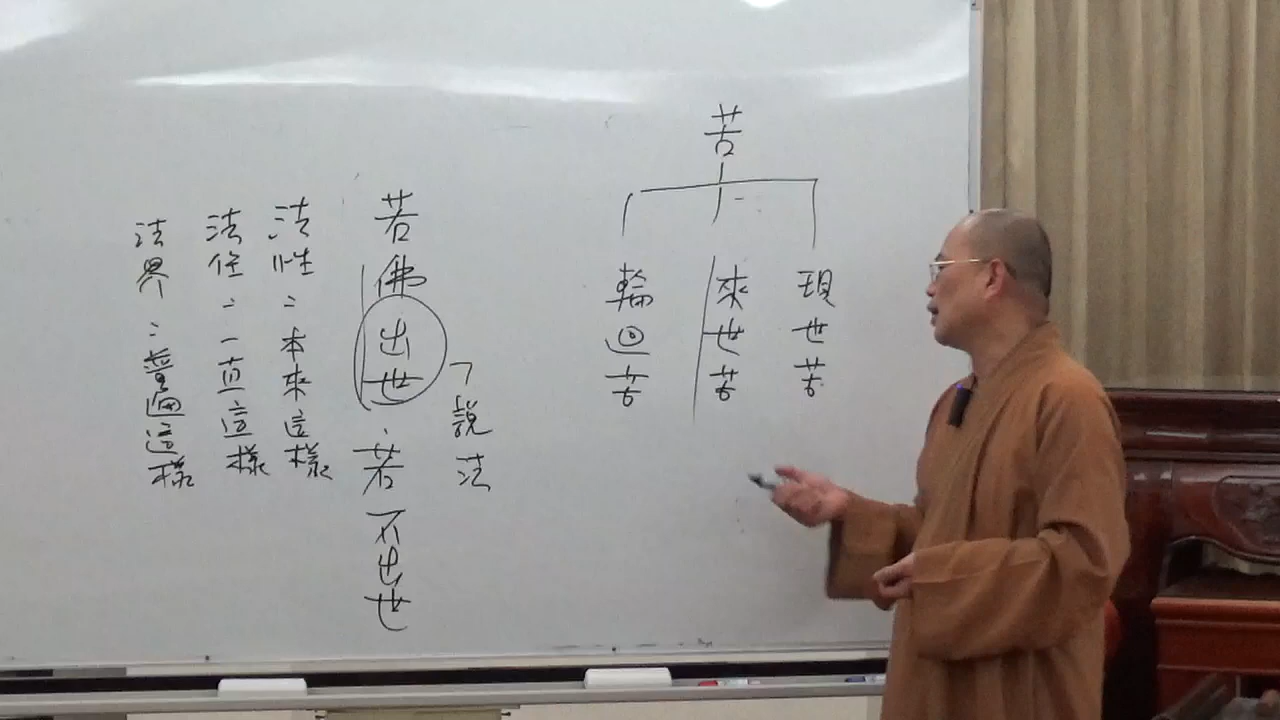 苦
現世苦
來世苦
輪迴苦
說法
若佛出世、若不出世
法性：本來這樣
法住：一直這樣
法界：普遍這樣